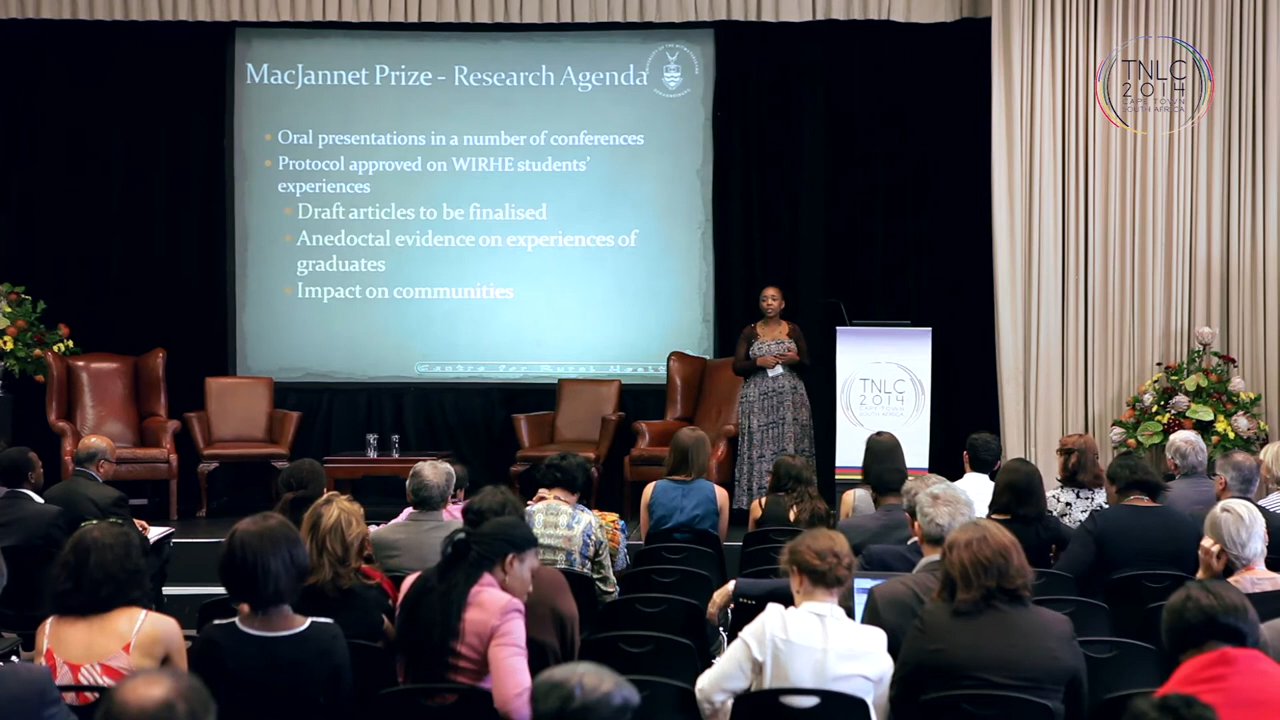 MacJannet Prize - Research Agenda
Oral presentations in a number of conferences
Protocol approved on WIRHE students'
experiences
Draft articles to be finalised
Anedoctal evidence on experiences of
graduates
Impact on communities
Centre for Rural
TNLC
2014
CAPE TOWN
SOUTH AFRICA
TNLC
2014
CAPE TOWN
SOUTH AFRICA